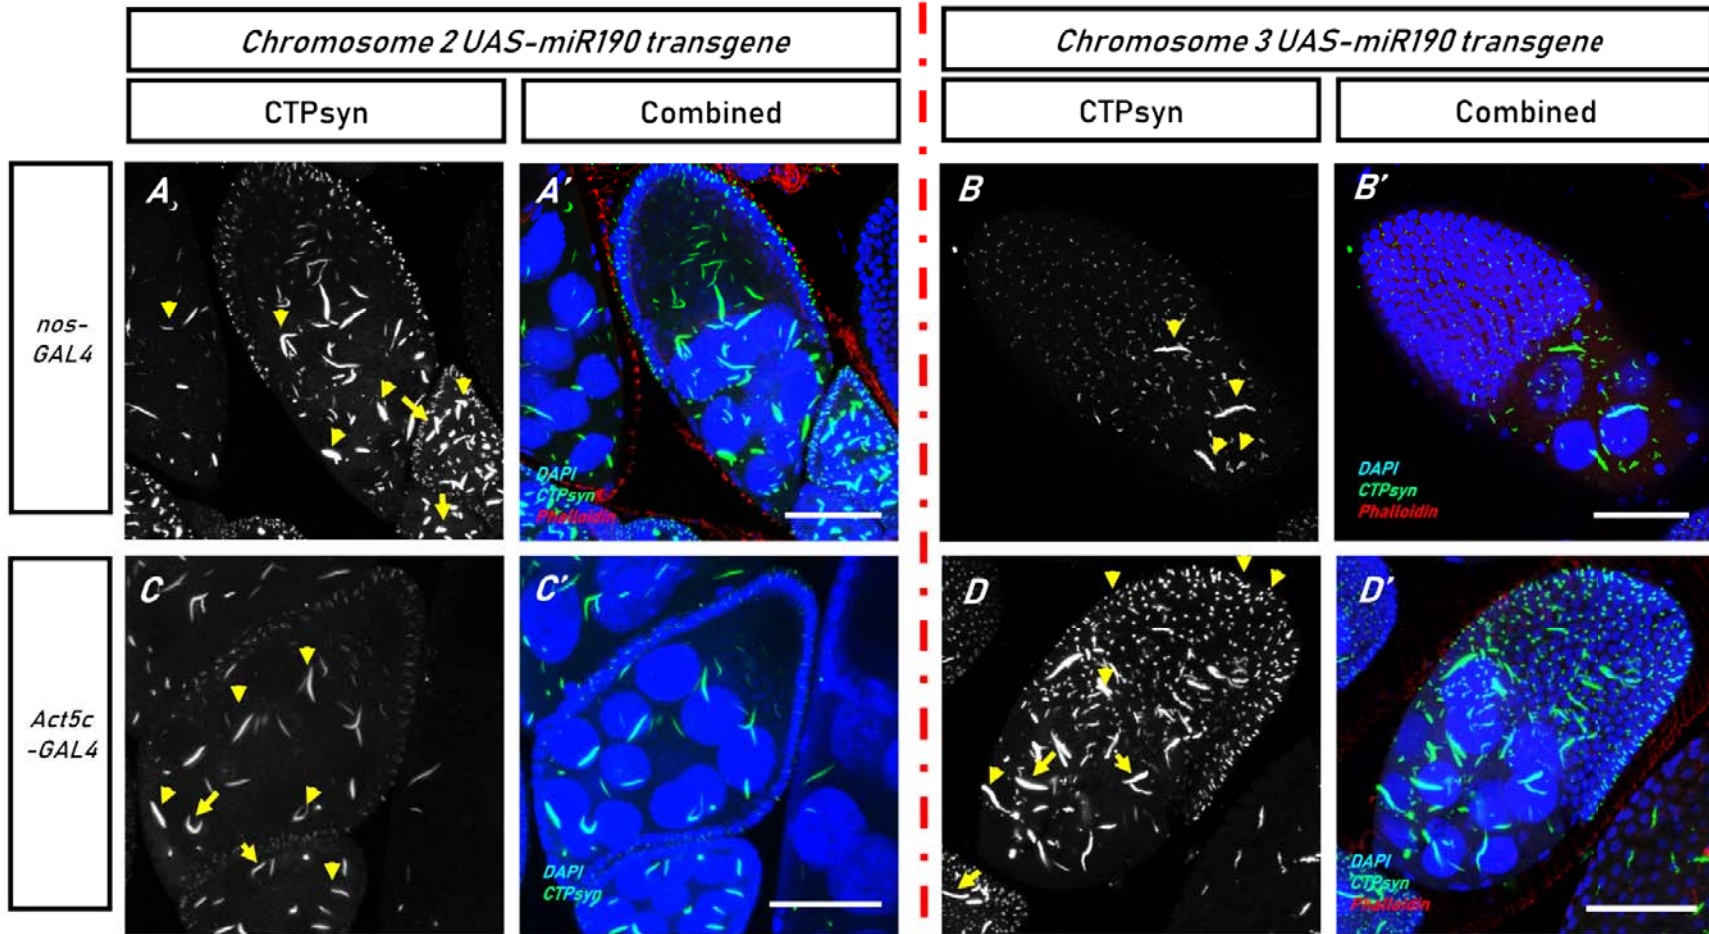 Chromosome 2 UAS-miR190 transgene
Chromosome 3 UAS-miR190 transgene
CTPsyn
Combined
CTPsyn
Combined
nos-
GAL4
A
A'
DAPI
CTPsyn
Phalloidin
B
B'
DAPI
CTPsyn
Phalloidin
Act5c
-GAL4
C
C'
DAPI
CTPsyn
D
D'
DAPI
CTPsyn
Phalloidin